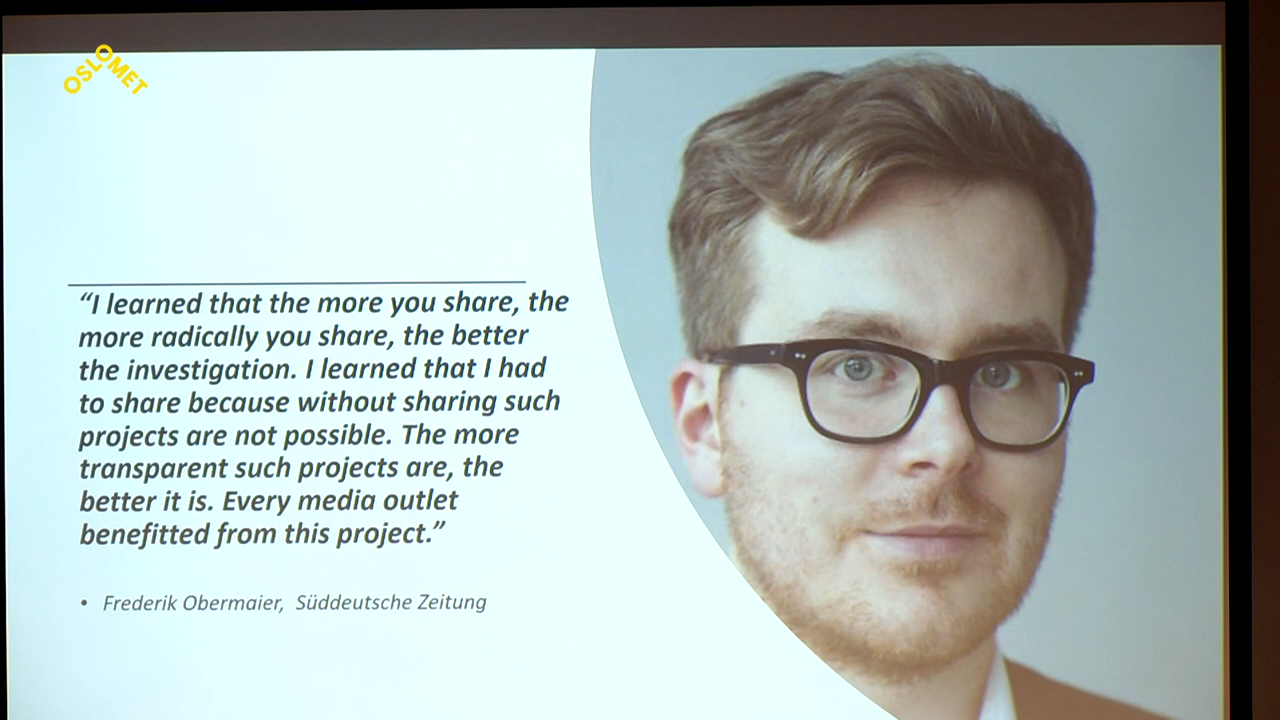 OSLOMET
“I learned that the more you share, the
more radically you share, the better
the investigation. I learned that I had
to share because without sharing such
projects are not possible. The more
transparent such projects are, the
better it is. Every media outlet
benefitted from this project.”
• Frederik Obermaier, Süddeutsche Zeitung